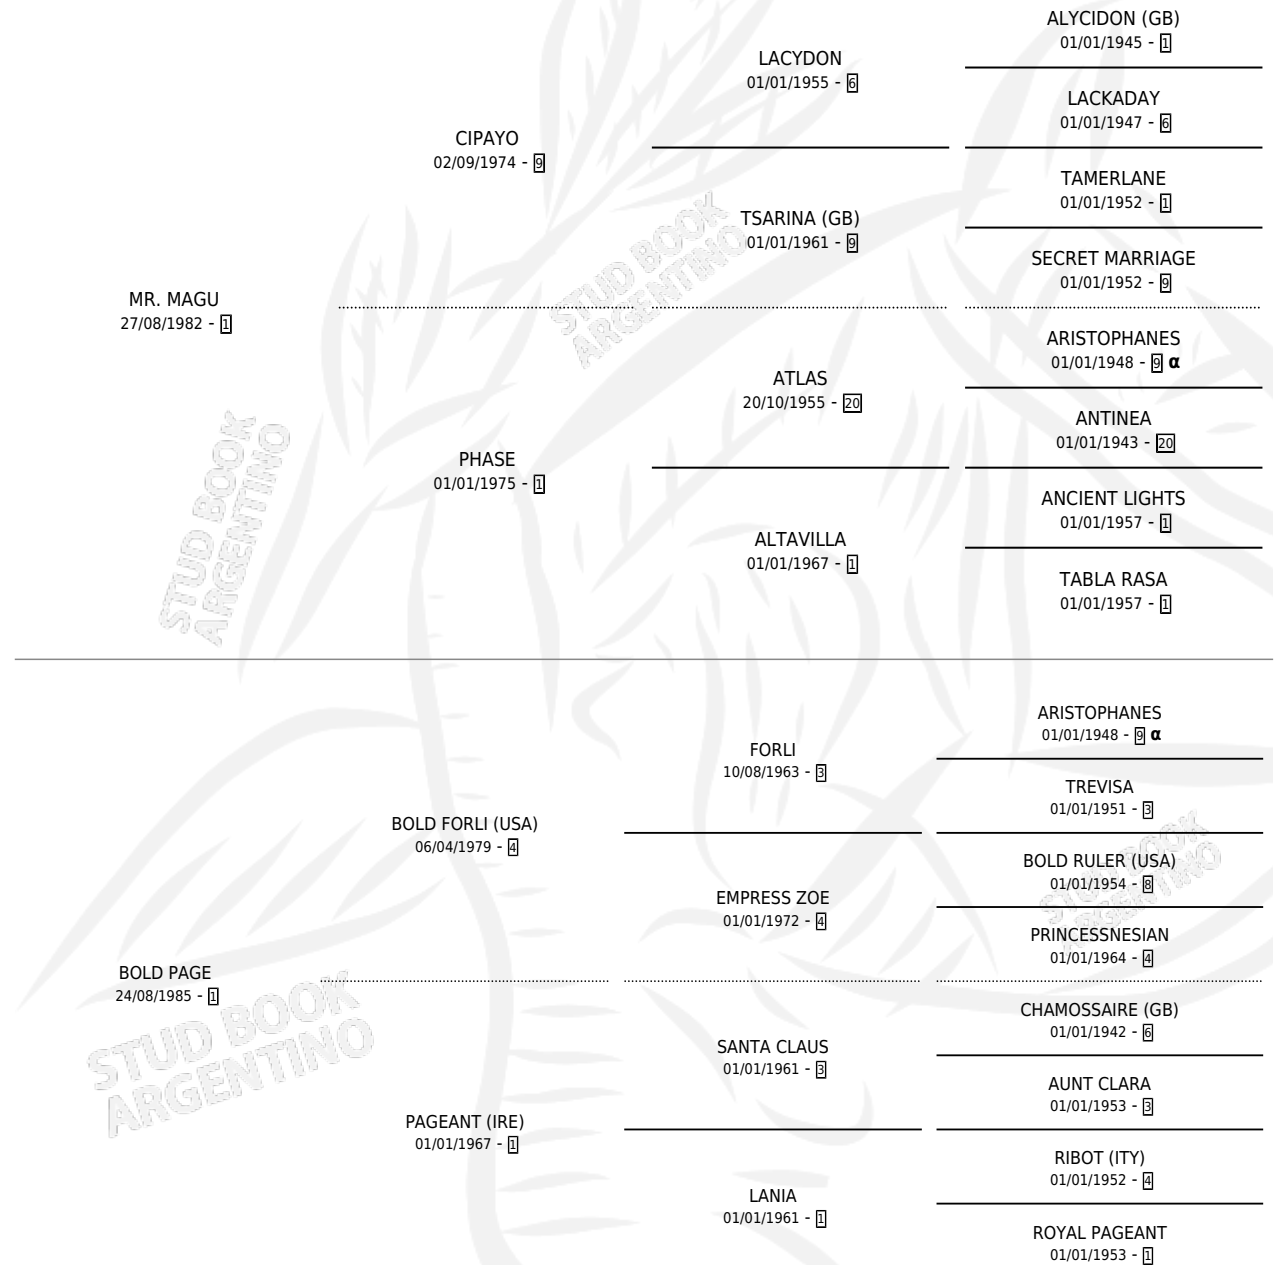 ALYCIDON (GB)
01/01/1945 - 1
LACYDON
01/01/1955 - 6
LACKADAY
01/01/1947 - 6
CIPAYO
02/09/1974 - 9
TAMERLANE
01/01/1952 - 1
TSARINA (GB)
01/01/1961 - 9
SECRET MARRIAGE
01/01/1952 - 9
MR. MAGU
27/08/1982 - 1
ARISTOPHANES
01/01/1948 - 9 α
ATLAS
20/10/1955 - 20
ANTINEA
01/01/1943 - 20
PHASE
01/01/1975 - 1
ANCIENT LIGHTS
01/01/1957 - 1
ALTAVILLA
01/01/1967 - 1
TABLA RASA
01/01/1957 - 1
ARISTOPHANES
01/01/1948 - 9 α
FORLI
10/08/1963 - 3
TREVISA
01/01/1951 - 3
BOLD FORLI (USA)
06/04/1979 - 4
BOLD RULER (USA)
01/01/1954 - 8
EMPRESS ZOE
01/01/1972 - 4
PRINCESSNESIAN
01/01/1964 - 4
BOLD PAGE
24/08/1985 - 1
CHAMOSSAIRE (GB)
01/01/1942 - 6
SANTA CLAUS
01/01/1961 - 3
AUNT CLARA
01/01/1953 - 3
PAGEANT (IRE)
01/01/1967 - 1
RIBOT (ITY)
01/01/1952 - 4
LANIA
01/01/1961 - 1
ROYAL PAGEANT
01/01/1953 - 1
STUD BOOK
ARGENTINO
STUD BOOK
ARGENTINO
STUD BOOK
ARGENTINO
STUD BOOK
ARGENTINO